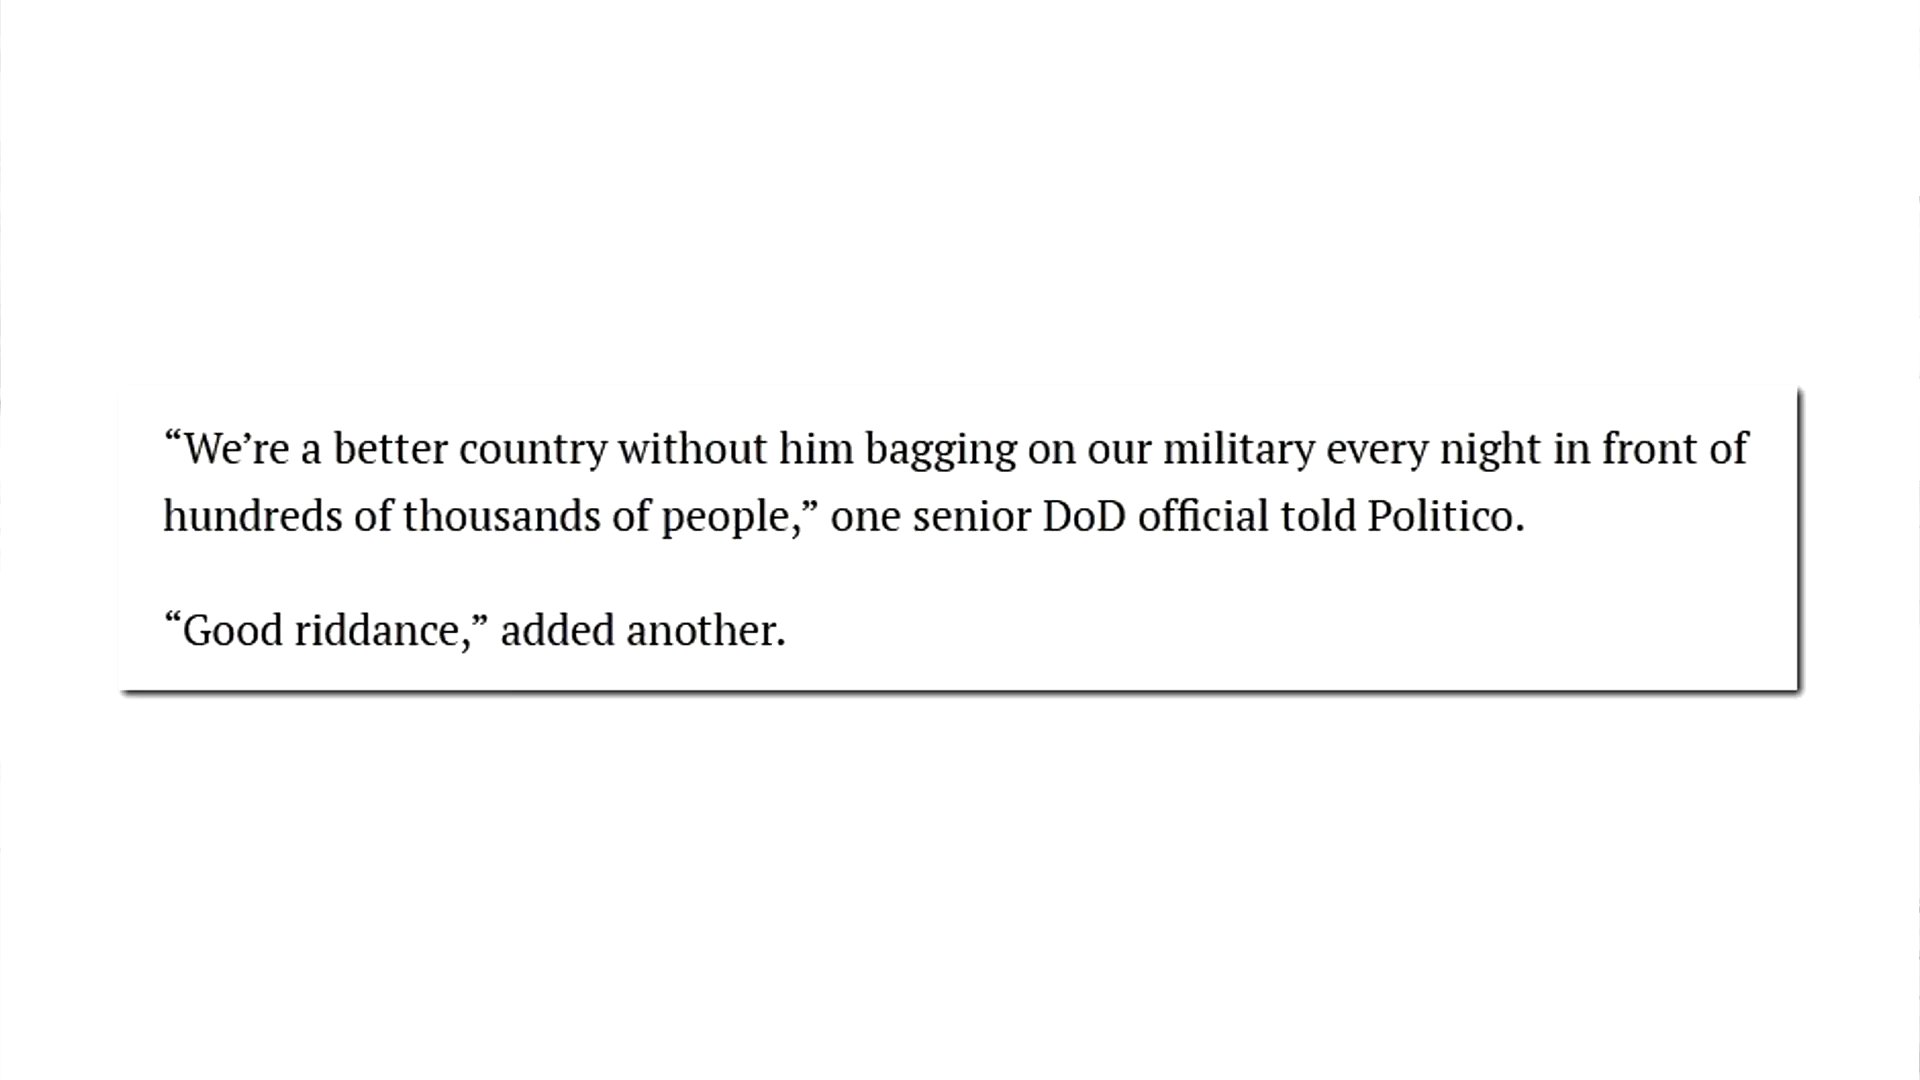 “We’re a better country without him bagging on our military every night in front of
hundreds of thousands of people,” one senior DoD official told Politico.
“Good riddance,” added another.